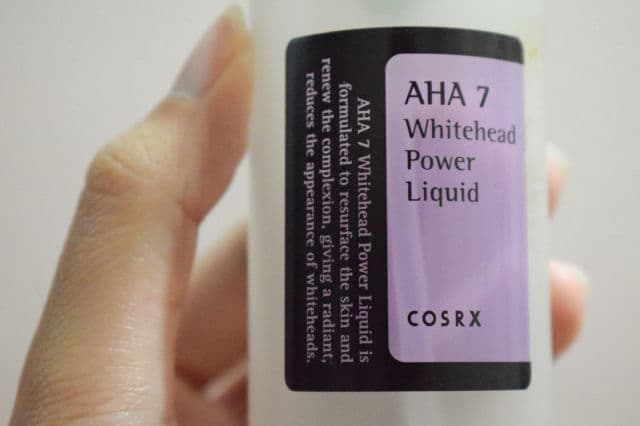 AHA 7
Whitehead
Power
Liquid
COSRX
AHA 7 Whitehead Power Liquid is
formulated to resurface the skin and
renew the complexion, giving a radiant,
reduces the appearance of whiteheads.